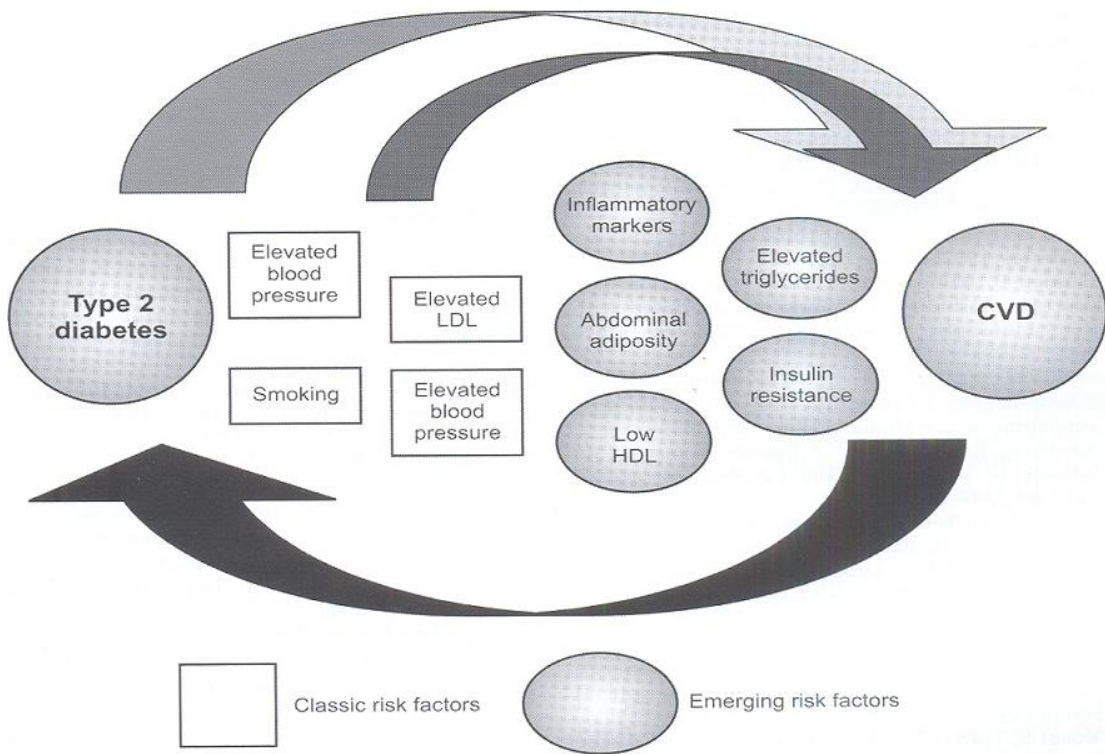 Type 2
diabetes
Elevated
blood
pressure
Smoking
Elevated
LDL
Elevated
blood
pressure
Inflammatory
markers
Abdominal
adiposity
Low
HDL
Elevated
triglycerides
Insulin
resistance
CVD
Classic risk factors
Emerging risk factors